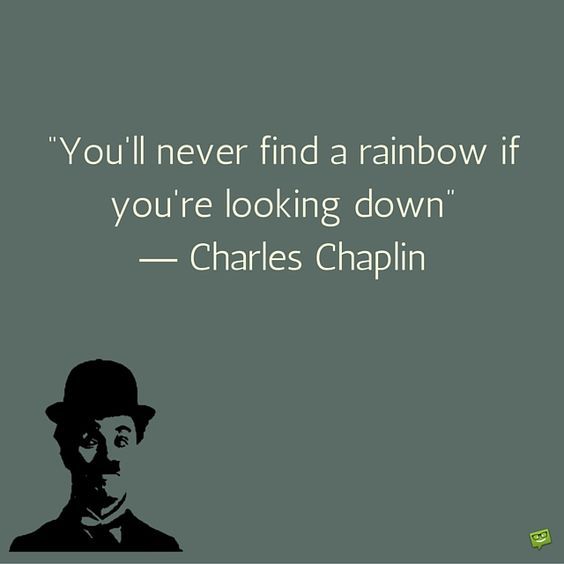 "You'll never find a rainbow if
you're looking down"
— Charles Chaplin